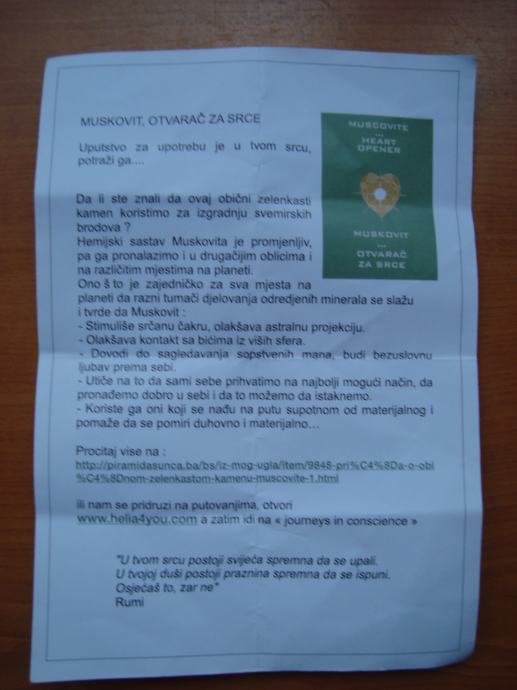 MUSKOVIT, OTVARAČ ZA SRCE
Uputstvo za upotrebu je u tvom srcu,
potraži ga....
MUSCOVITE
...
HEART
OPENER
MUSKOVIT
...
OTVARAČ
ZA SRCE
Da li ste znali da ovaj obični zelenkasti
kamen koristimo za izgradnju svemirskih
brodova ?
Hemijski sastav Muskovita je promjenljiv,
pa ga pronalazimo i u drugačijim oblicima i
na različitim mjestima na planeti.
Ono š to je zajedničko za sva mjesta na
planeti da razni tumači djelovanja odredjenih minerala se slažu
i tvrde da Muskovit :
- Stimuliše srčanu čakru, olakšava astralnu projekciju.
- Olakšava kontakt sa bićima iz viših sfera.
- Dovodi do sagledavanja sopstvenih mana, budi bezuslovnu
ljubav prema sebi.
- Utiče na to da sami sebe prihvatimo na najbolji mogući način, da
pronađemo dobro u sebi i da to možemo da istaknemo.
- Koriste ga oni koji se nađu na putu supotnom od materijalnog i
pomaže da se pomiri duhovno i materijalno...
Procitaj vise na :
http://piramidasunca.ba/bs/iz-mog-ugla/item/9848-pri%C4%8Da-o-obi
%C4%8Dnom-zelenkastom-kamenu-muscovite-1.html
ili nam se pridruzi na putovanjima, otvori
www.helia4you.com a zatim idi na « journeys in conscience »
"U tvom srcu postoji svijeća spremna da se upali.
U tvojoj duši postoji praznina spremna da se ispuni.
Osjećaš to, zar ne"
Rumi